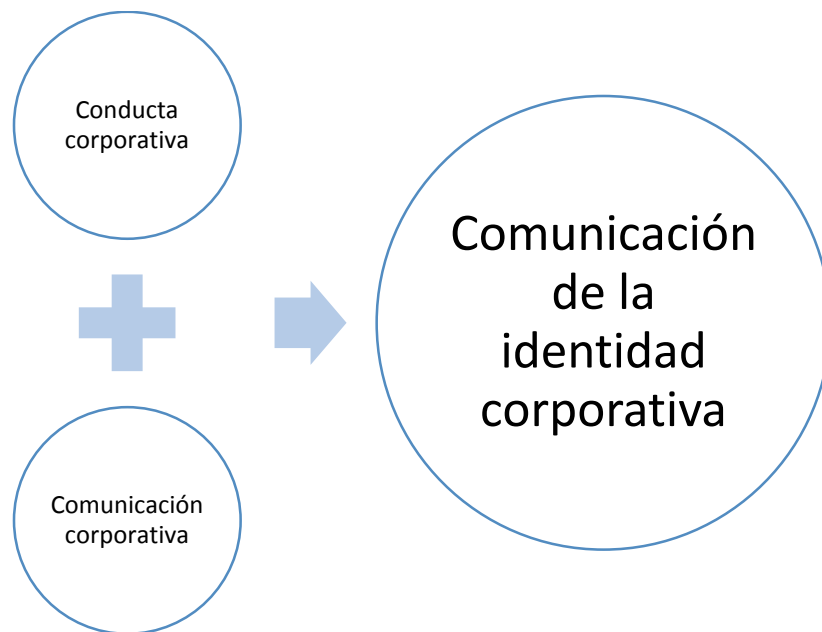 Conducta
corporativa
Comunicación
corporativa
Comunicación
de la
identidad
corporativa